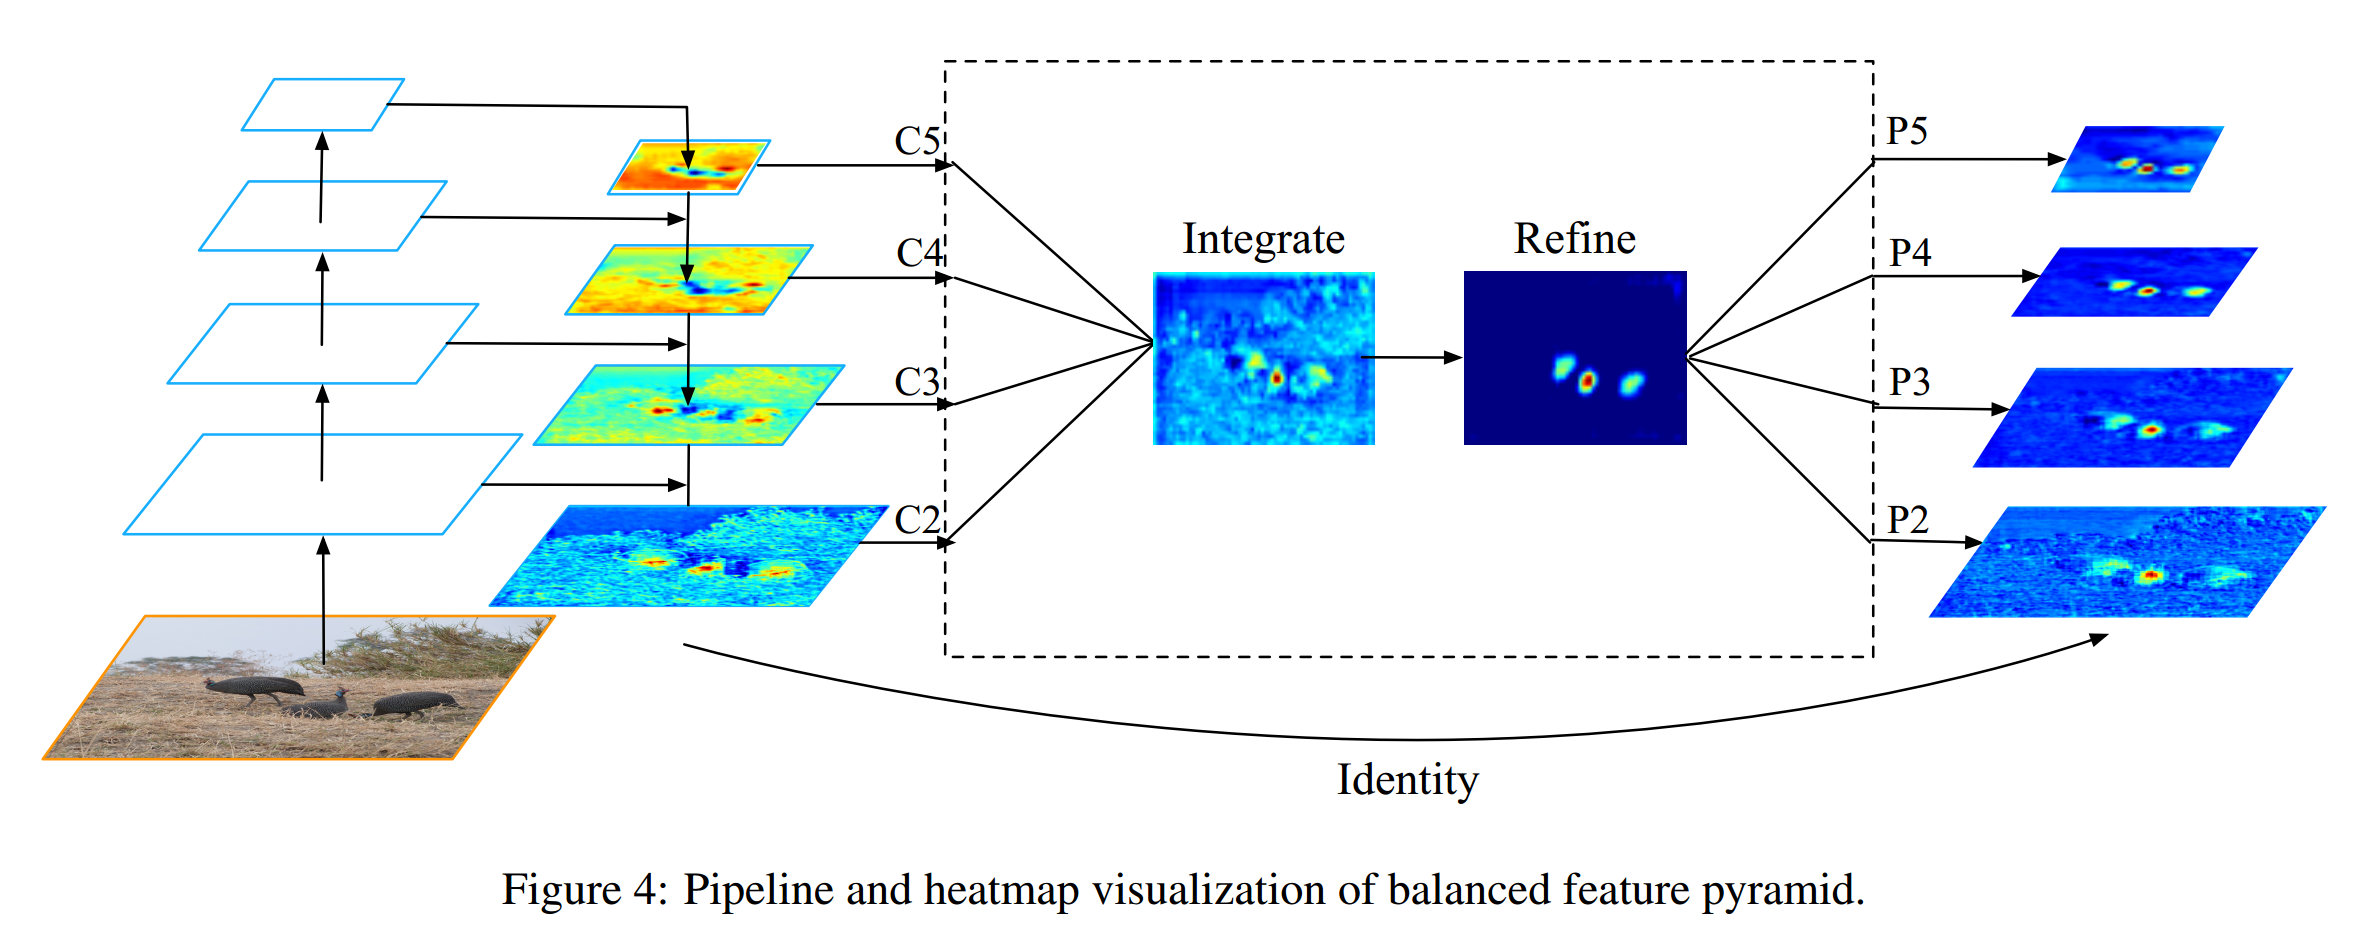 C5
C4
C3
C2
Integrate
Refine
P5
P4
P3
P2
Identity
Figure 4: Pipeline and heatmap visualization of balanced feature pyramid.